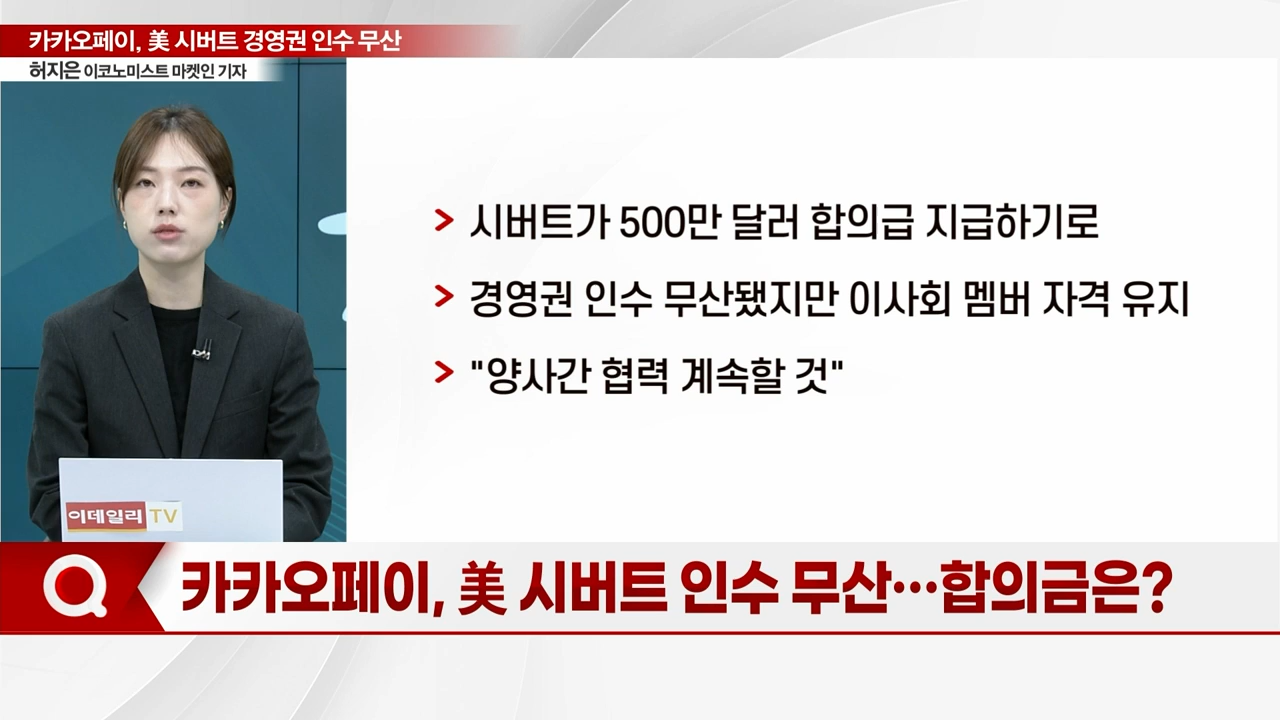 카카오페이, 美 시버트 경영권 인수 무산
허지은 이코노미스트 마켓인 기자
> 시버트가 500만 달러 합의급 지급하기로
> 경영권 인수 무산됐지만 이사회 멤버 자격 유지
> "양사간 협력 계속할 것"
이데일리 TV
Q 카카오페이, 美 시버트 인수 무산…합의금은?